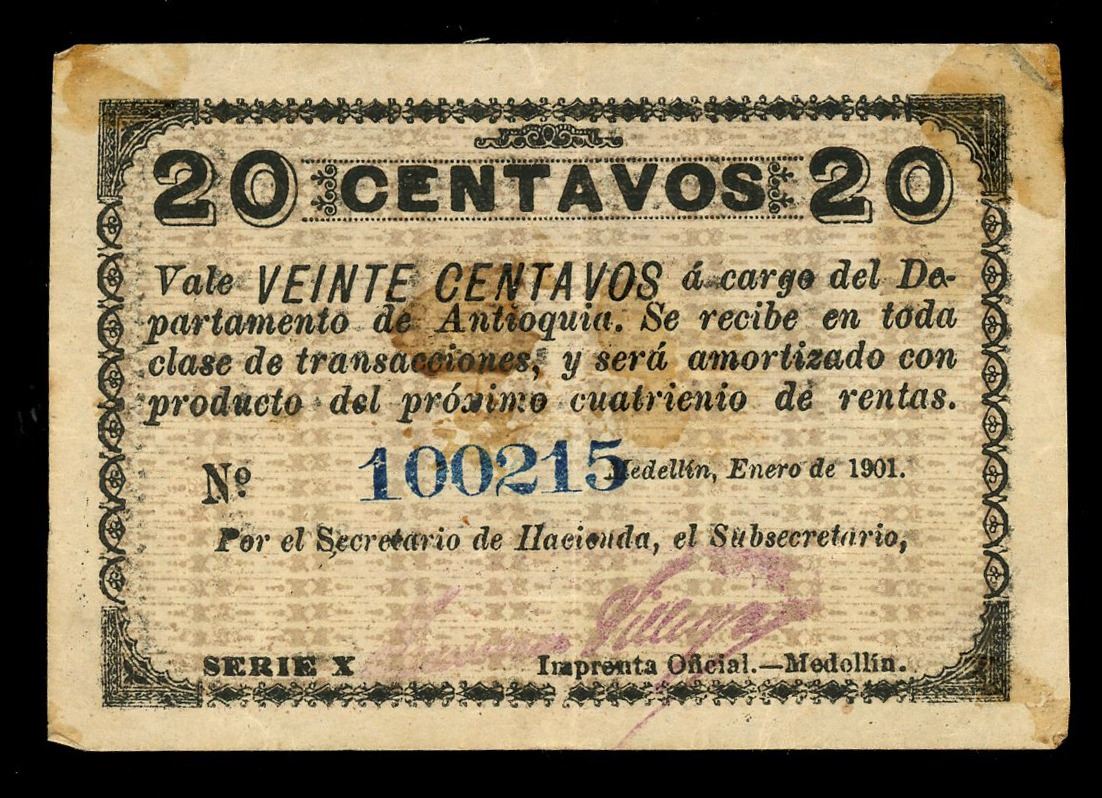 20 CENTAVOS 20
Vale VEINTE CENTAVOS á cargo del De-
partamento de Antioquia. Se recibe en toda
clase de transacciones, y será amortizado con
producto del próximo cuatrienio de rentas.
Nº 100215 Medellín, Enero de 1901.
Por el Secretario de Hacienda, el Subsecretario,
SERIE X Imprenta Oficial.—Medellín.